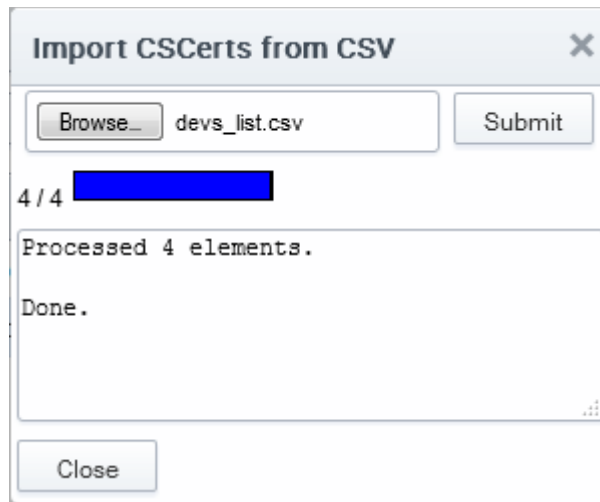 Import CSCerts from CSV
Browse... devs_list.csv Submit
4 / 4
Processed 4 elements.
Done.
Close